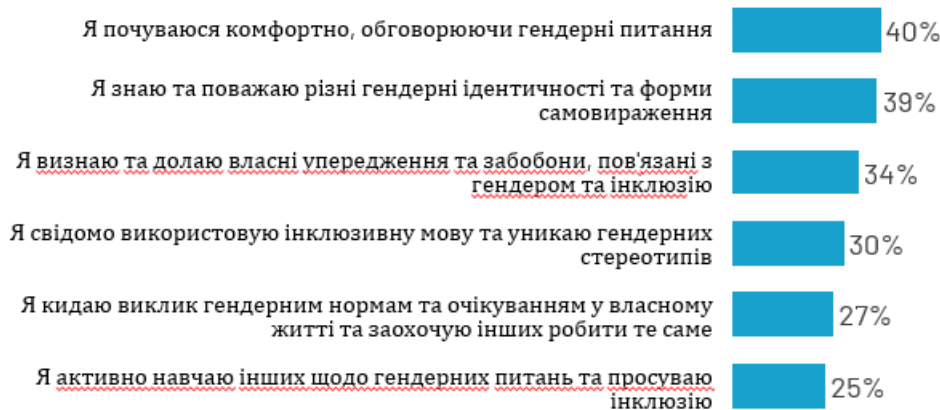 Я почуваюся комфортно, обговорюючи гендерні питання
40%
Я знаю та поважаю різні гендерні ідентичності та форми
самовираження
39%
Я визнаю та долаю власні упередження та забобони, пов'язані з
гендером та інклюзію
34%
Я свідомо використовую інклюзивну мову та уникаю гендерних
стереотипів
30%
Я кидаю виклик гендерним нормам та очікуванням у власному
житті та заохочую інших робити те саме
27%
Я активно навчаю інших щодо гендерних питань та просуваю
інклюзію
25%